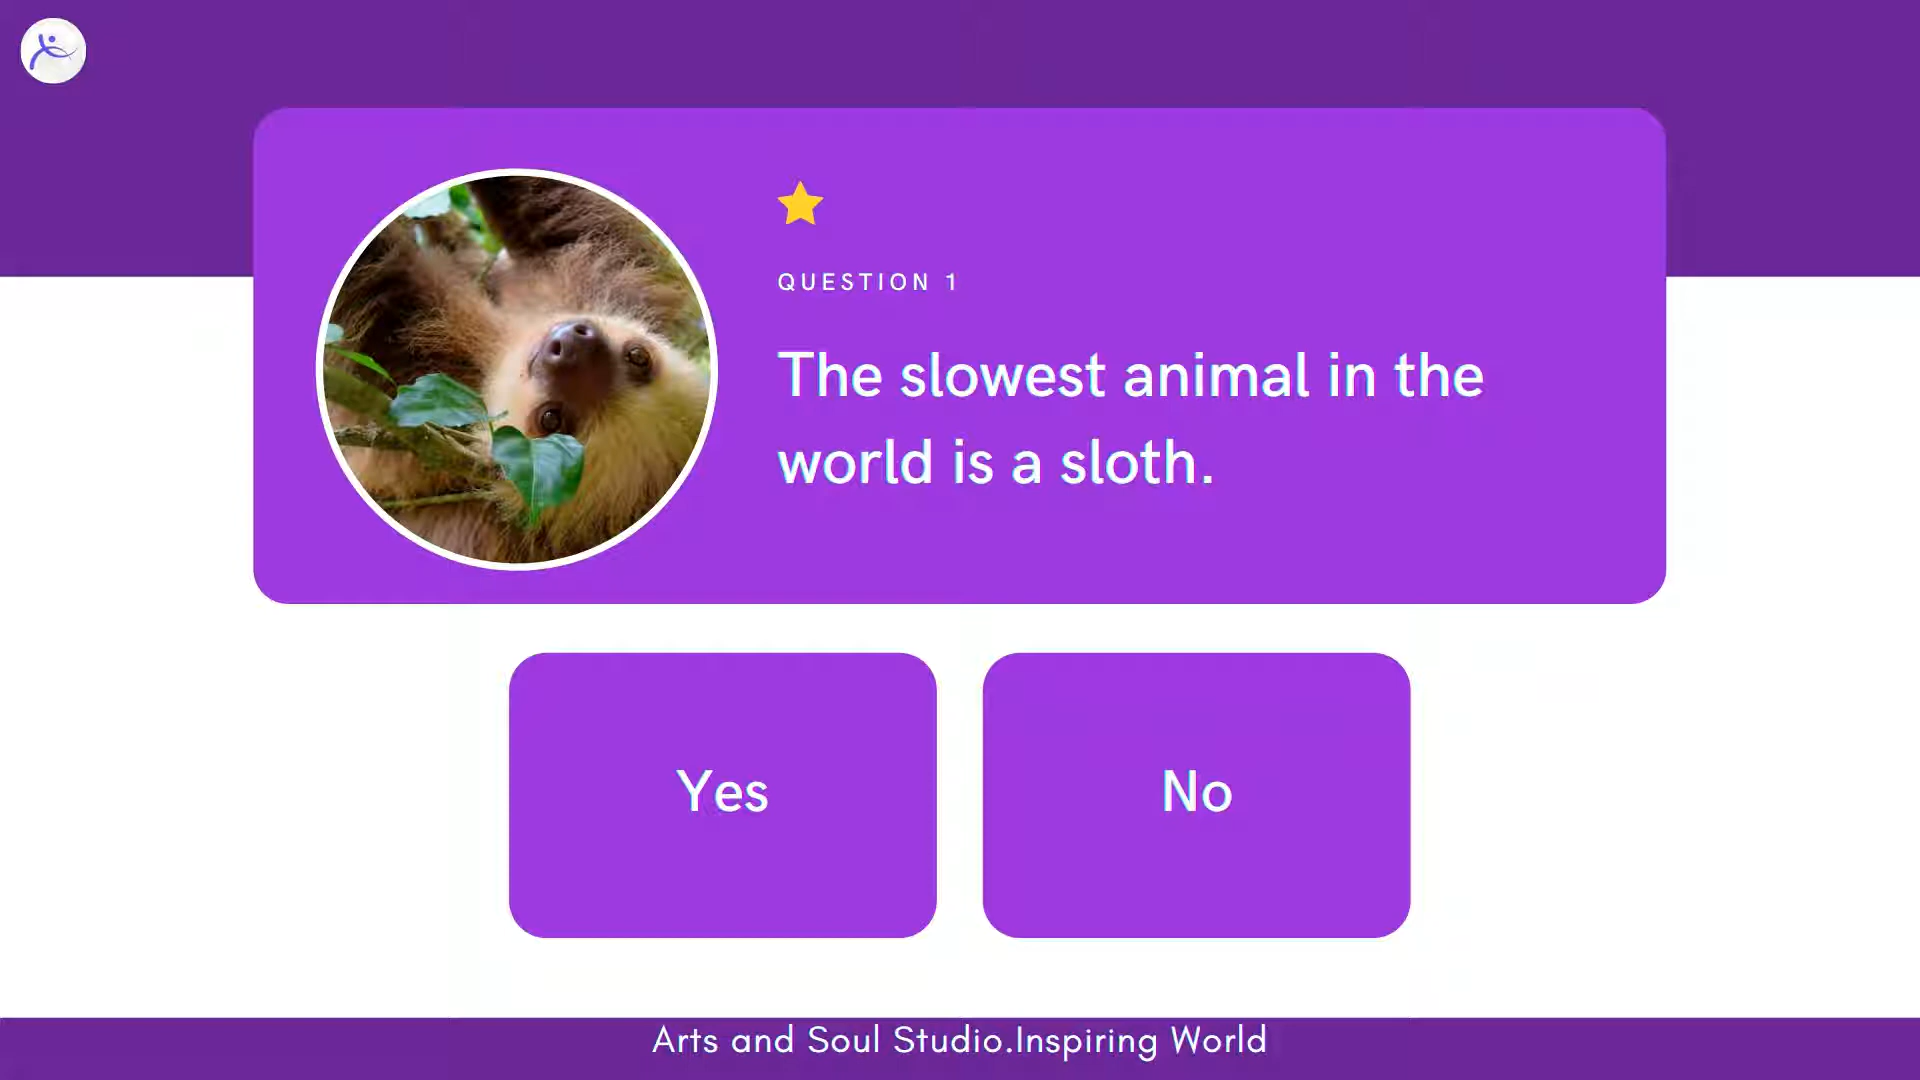 QUESTION 1
The slowest animal in the
world is a sloth.
Yes
No
Arts and Soul Studio.Inspiring World